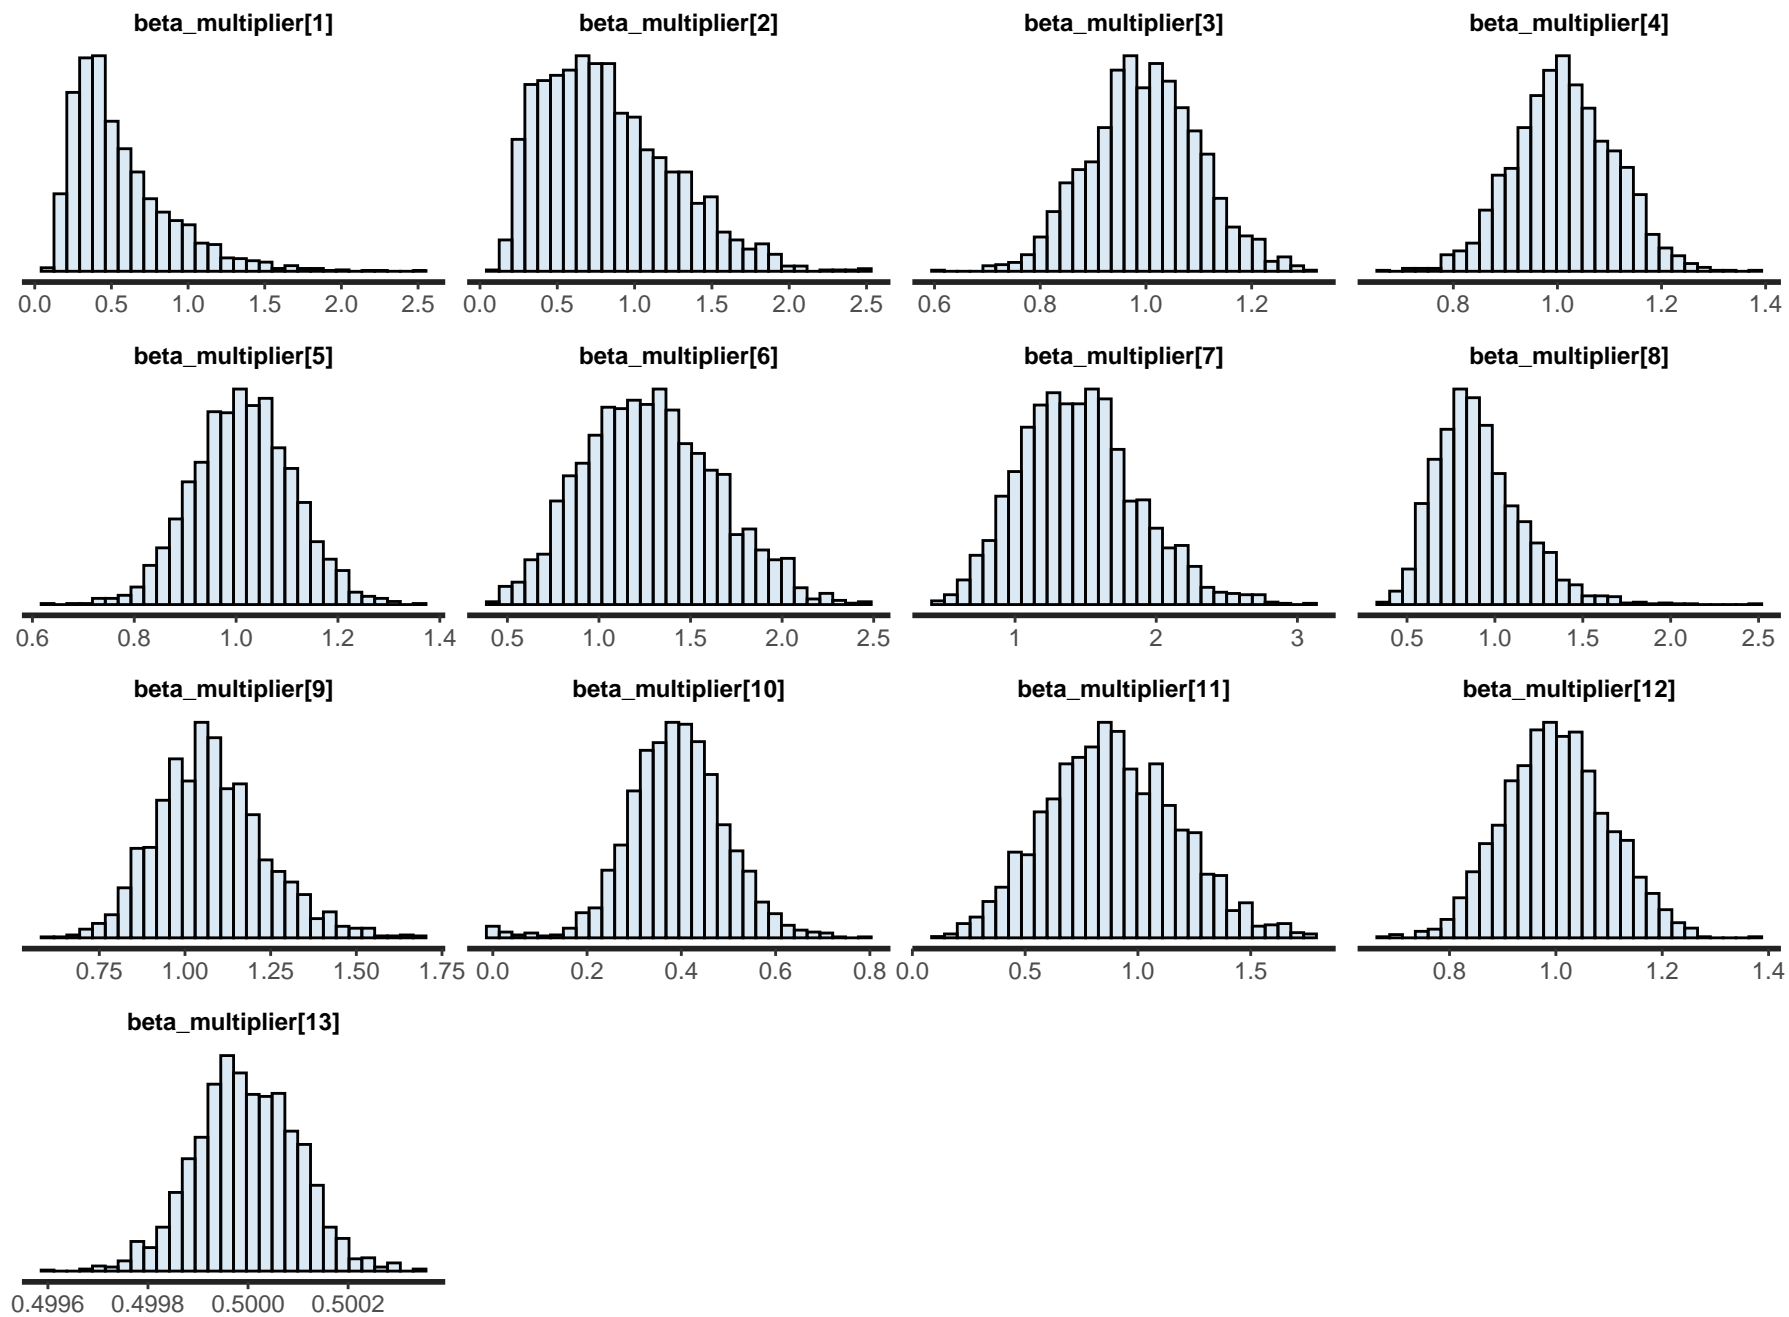 beta_multiplier[1] beta_multiplier[2] beta_multiplier[3] beta_multiplier[4]
0.0 0.5 1.0 1.5 2.0 2.5 0.0 0.5 1.0 1.5 2.0 2.5 0.6 0.8 1.0 1.2 0.8 1.0 1.2 1.4
beta_multiplier[5] beta_multiplier[6] beta_multiplier[7] beta_multiplier[8]
0.6 0.8 1.0 1.2 1.4 0.5 1.0 1.5 2.0 2.5 1 2 3 0.5 1.0 1.5 2.0 2.5
beta_multiplier[9] beta_multiplier[10] beta_multiplier[11] beta_multiplier[12]
0.75 1.00 1.25 1.50 1.75 0.0 0.2 0.4 0.6 0.8 0.0 0.5 1.0 1.5 0.8 1.0 1.2 1.4
beta_multiplier[13]
0.4996 0.4998 0.5000 0.5002